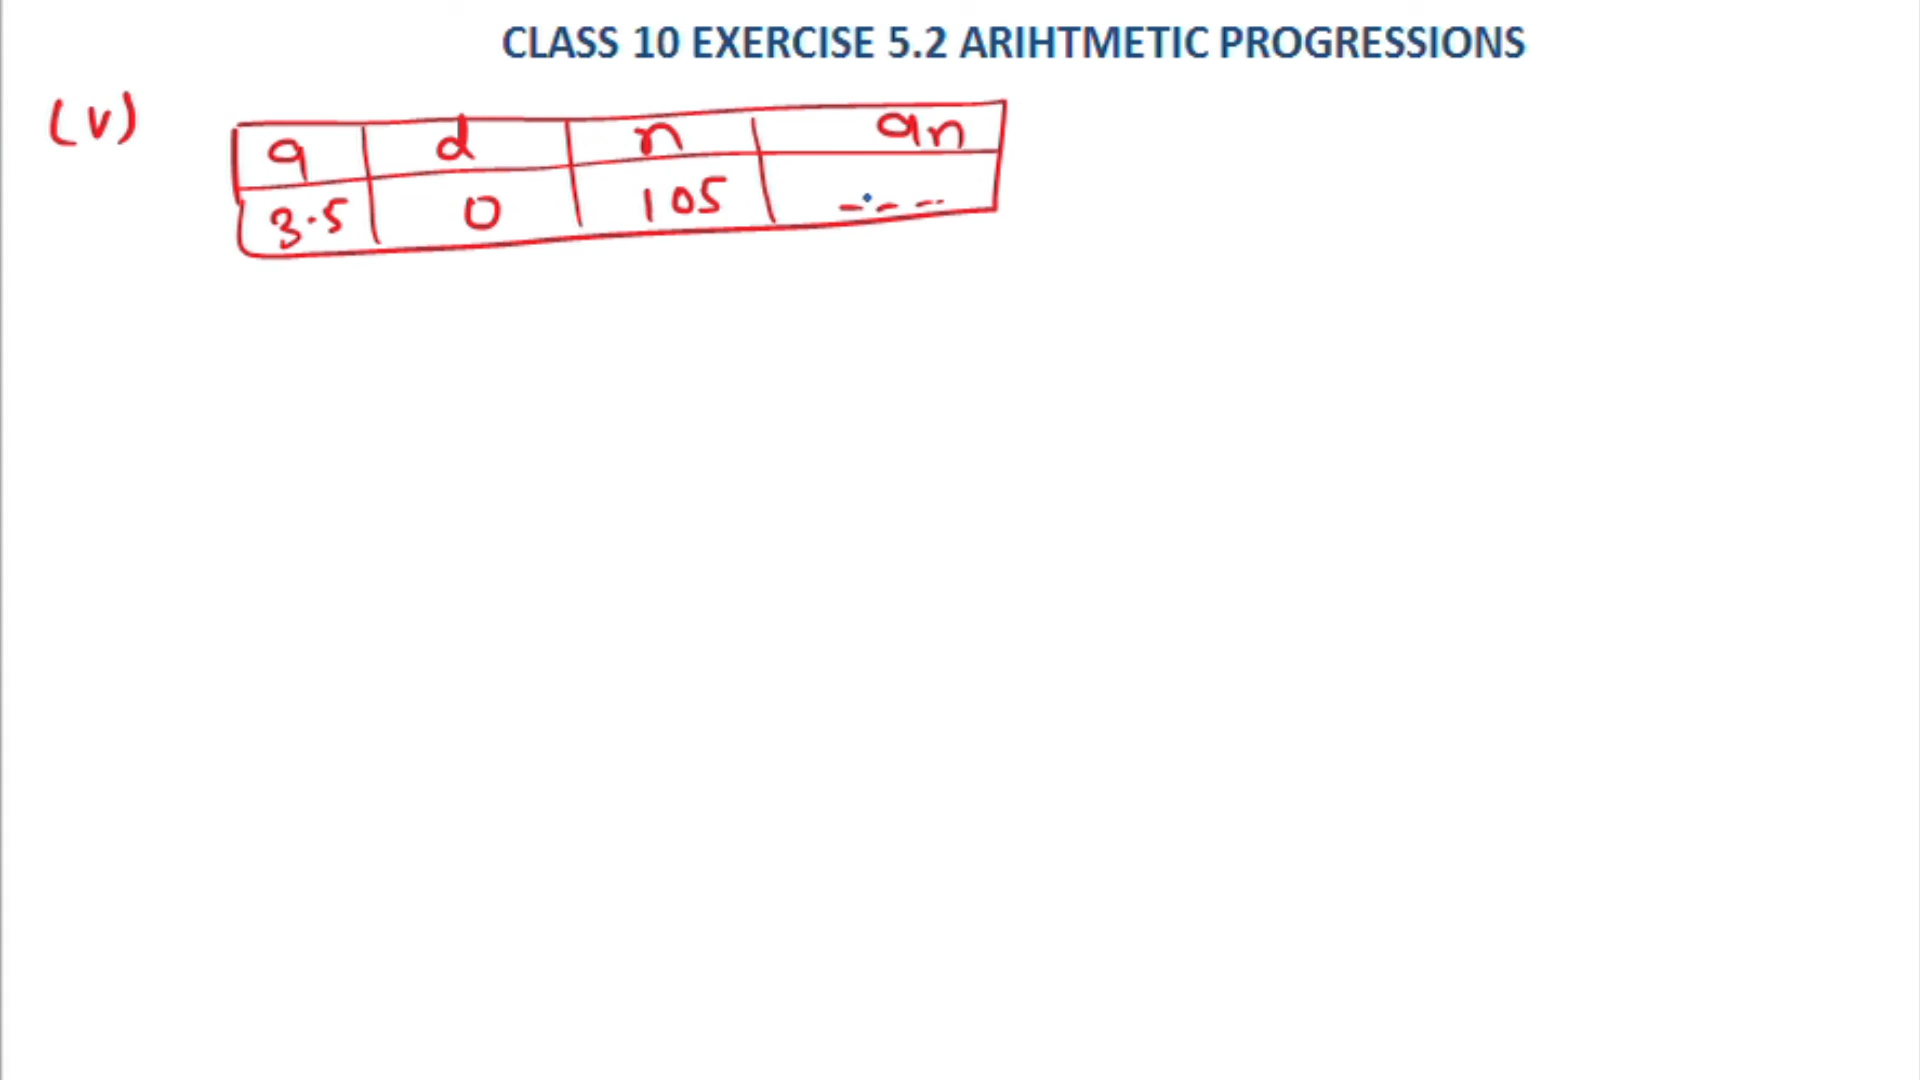 CLASS 10 EXERCISE 5.2 ARIHTMETIC PROGRESSIONS
(v)
a d n an
3.5 0 105 ----